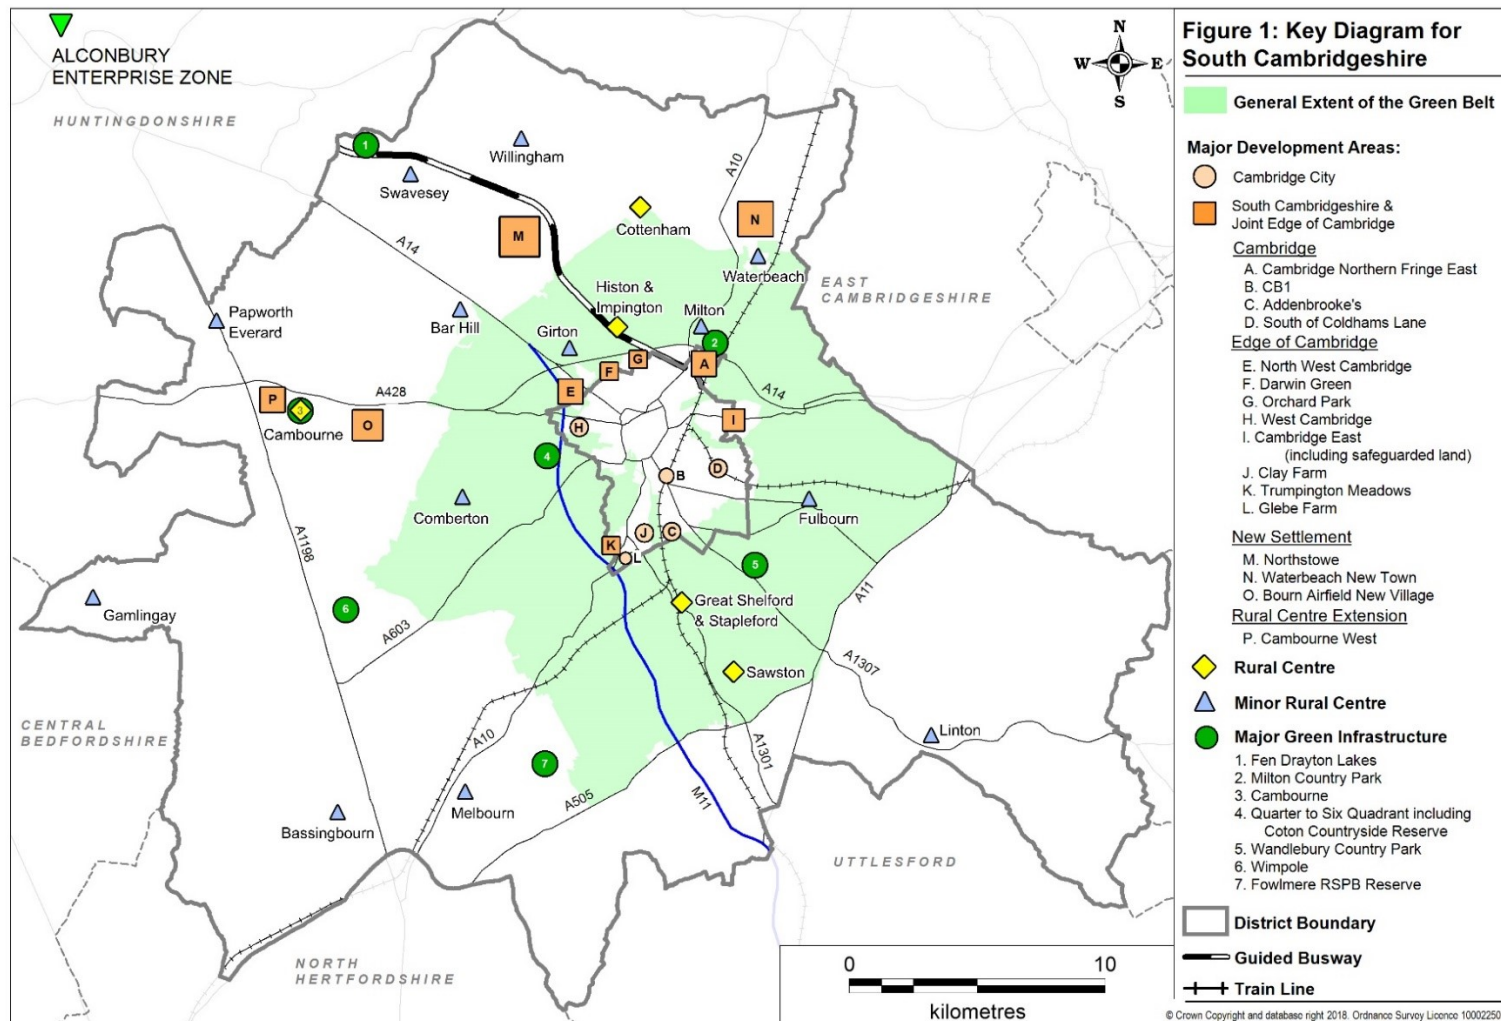 ALCONBURY
ENTERPRISE ZONE
HUNTINGDONSHIRE
N
W E
S
1
Willingham
Swavesey
A10
Cottenham
M
N
A14
Waterbeach
EAST
CAMBRIDGESHIRE
Histon &
Impington
Papworth
Everard
Bar Hill
Girton
Milton
2
G
A
F
E
A14
P
3
A428
Cambourne
O
H
I
4
B
D
Comberton
Fulbourn
A1198
J
C
K
L
5
A11
Gamlingay
6
Great Shelford
& Stapleford
A603
A1307
Sawston
CENTRAL
BEDFORDSHIRE
A10
Linton
A1301
7
Melbourn
A505
M11
Bassingbourn
UTTLESFORD
NORTH
HERTFORDSHIRE
0 10
kilometres
Figure 1: Key Diagram for
South Cambridgeshire
General Extent of the Green Belt
Major Development Areas:
Cambridge City
South Cambridgeshire &
Joint Edge of Cambridge
Cambridge
A. Cambridge Northern Fringe East
B. CB1
C. Addenbrooke's
D. South of Coldhams Lane
Edge of Cambridge
E. North West Cambridge
F. Darwin Green
G. Orchard Park
H. West Cambridge
I. Cambridge East
(including safeguarded land)
J. Clay Farm
K. Trumpington Meadows
L. Glebe Farm
New Settlement
M. Northstowe
N. Waterbeach New Town
O. Bourn Airfield New Village
Rural Centre Extension
P. Cambourne West
Rural Centre
Minor Rural Centre
Major Green Infrastructure
1. Fen Drayton Lakes
2. Milton Country Park
3. Cambourne
4. Quarter to Six Quadrant including
Coton Countryside Reserve
5. Wandlebury Country Park
6. Wimpole
7. Fowlmere RSPB Reserve
District Boundary
Guided Busway
Train Line
© Crown Copyright and database right 2018. Ordnance Survey Licence 10002250